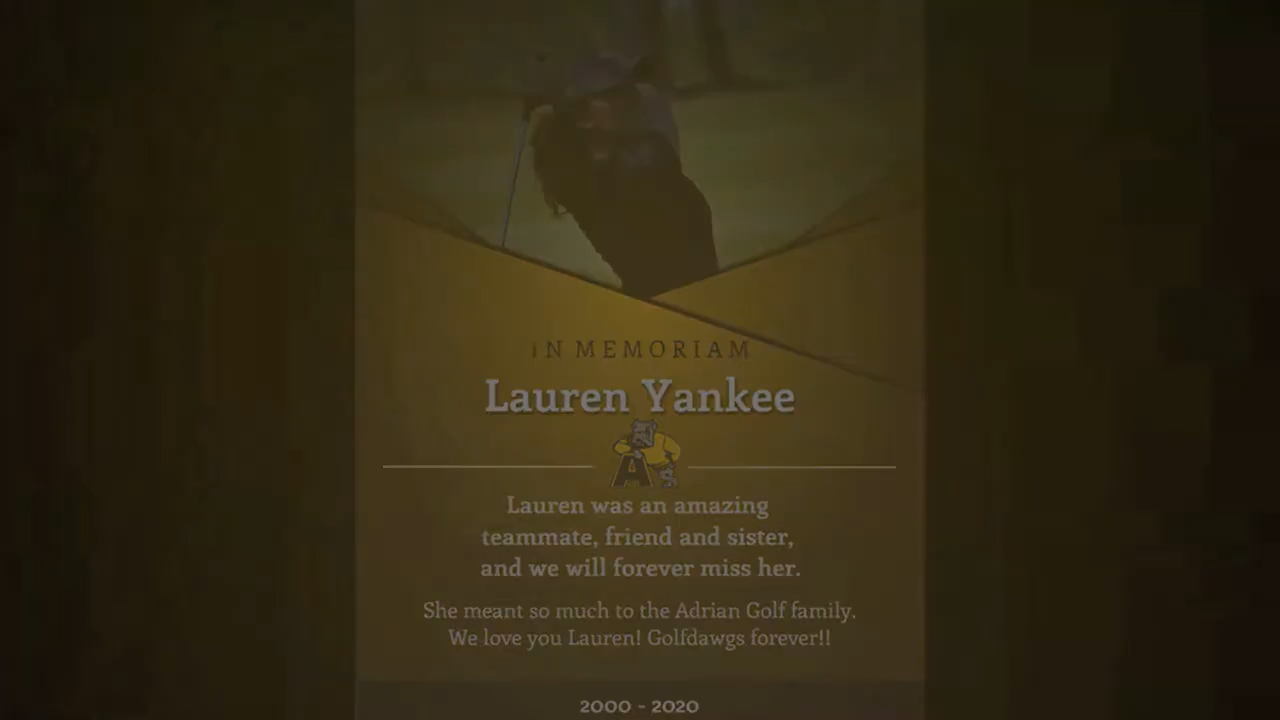 IN MEMORIAM
Lauren Yankee
A
Lauren was an amazing
teammate, friend and sister,
and we will forever miss her.
She meant so much to the Adrian Golf family.
We love you Lauren! Golfdawgs forever!!
2000 - 2020